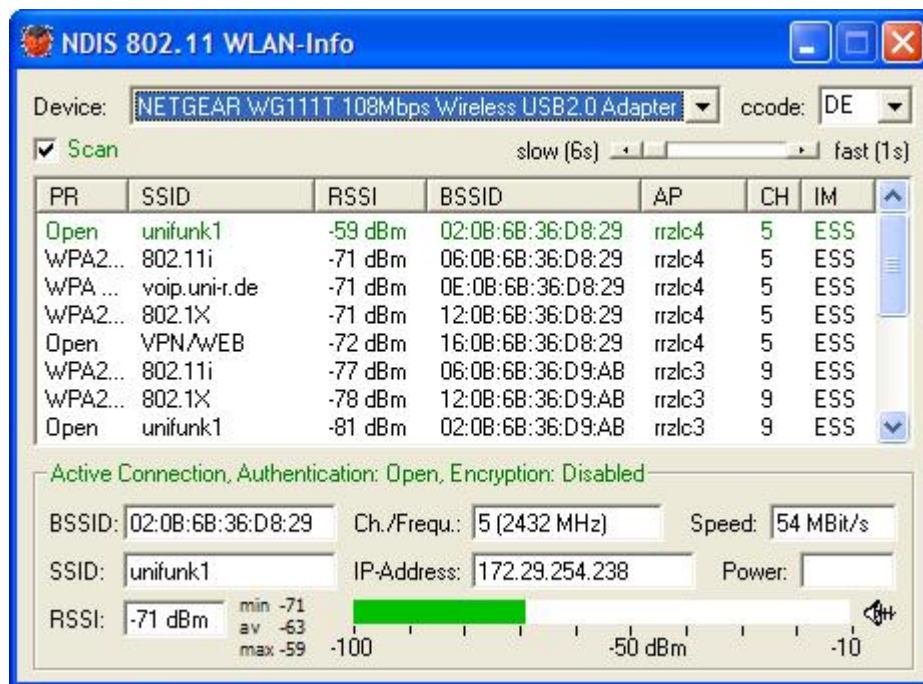 NDIS 802.11 WLAN-Info
Device: NETGEAR WG111T 108Mbps Wireless USB2.0 Adapter ccode: DE
Scan slow (6s) fast (1s)
PR SSID RSSI BSSID AP CH IM
Open unifunk1 -59 dBm 02:0B:6B:36:D8:29 rrzlc4 5 ESS
WPA2... 802.11i -71 dBm 06:0B:6B:36:D8:29 rrzlc4 5 ESS
WPA ... voip.uni-r.de -71 dBm 0E:0B:6B:36:D8:29 rrzlc4 5 ESS
WPA2... 802.1X -71 dBm 12:0B:6B:36:D8:29 rrzlc4 5 ESS
Open VPN/WEB -72 dBm 16:0B:6B:36:D8:29 rrzlc4 5 ESS
WPA2... 802.11i -77 dBm 06:0B:6B:36:D9:AB rrzlc3 9 ESS
WPA2... 802.1X -78 dBm 12:0B:6B:36:D9:AB rrzlc3 9 ESS
Open unifunk1 -81 dBm 02:0B:6B:36:D9:AB rrzlc3 9 ESS
Active Connection, Authentication: Open, Encryption: Disabled
BSSID: 02:0B:6B:36:D8:29 Ch./Frequ.: 5 (2432 MHz) Speed: 54 MBit/s
SSID: unifunk1 IP-Address: 172.29.254.238 Power:
RSSI: -71 dBm
min -71
av -63
max -59
-100 -50 dBm -10